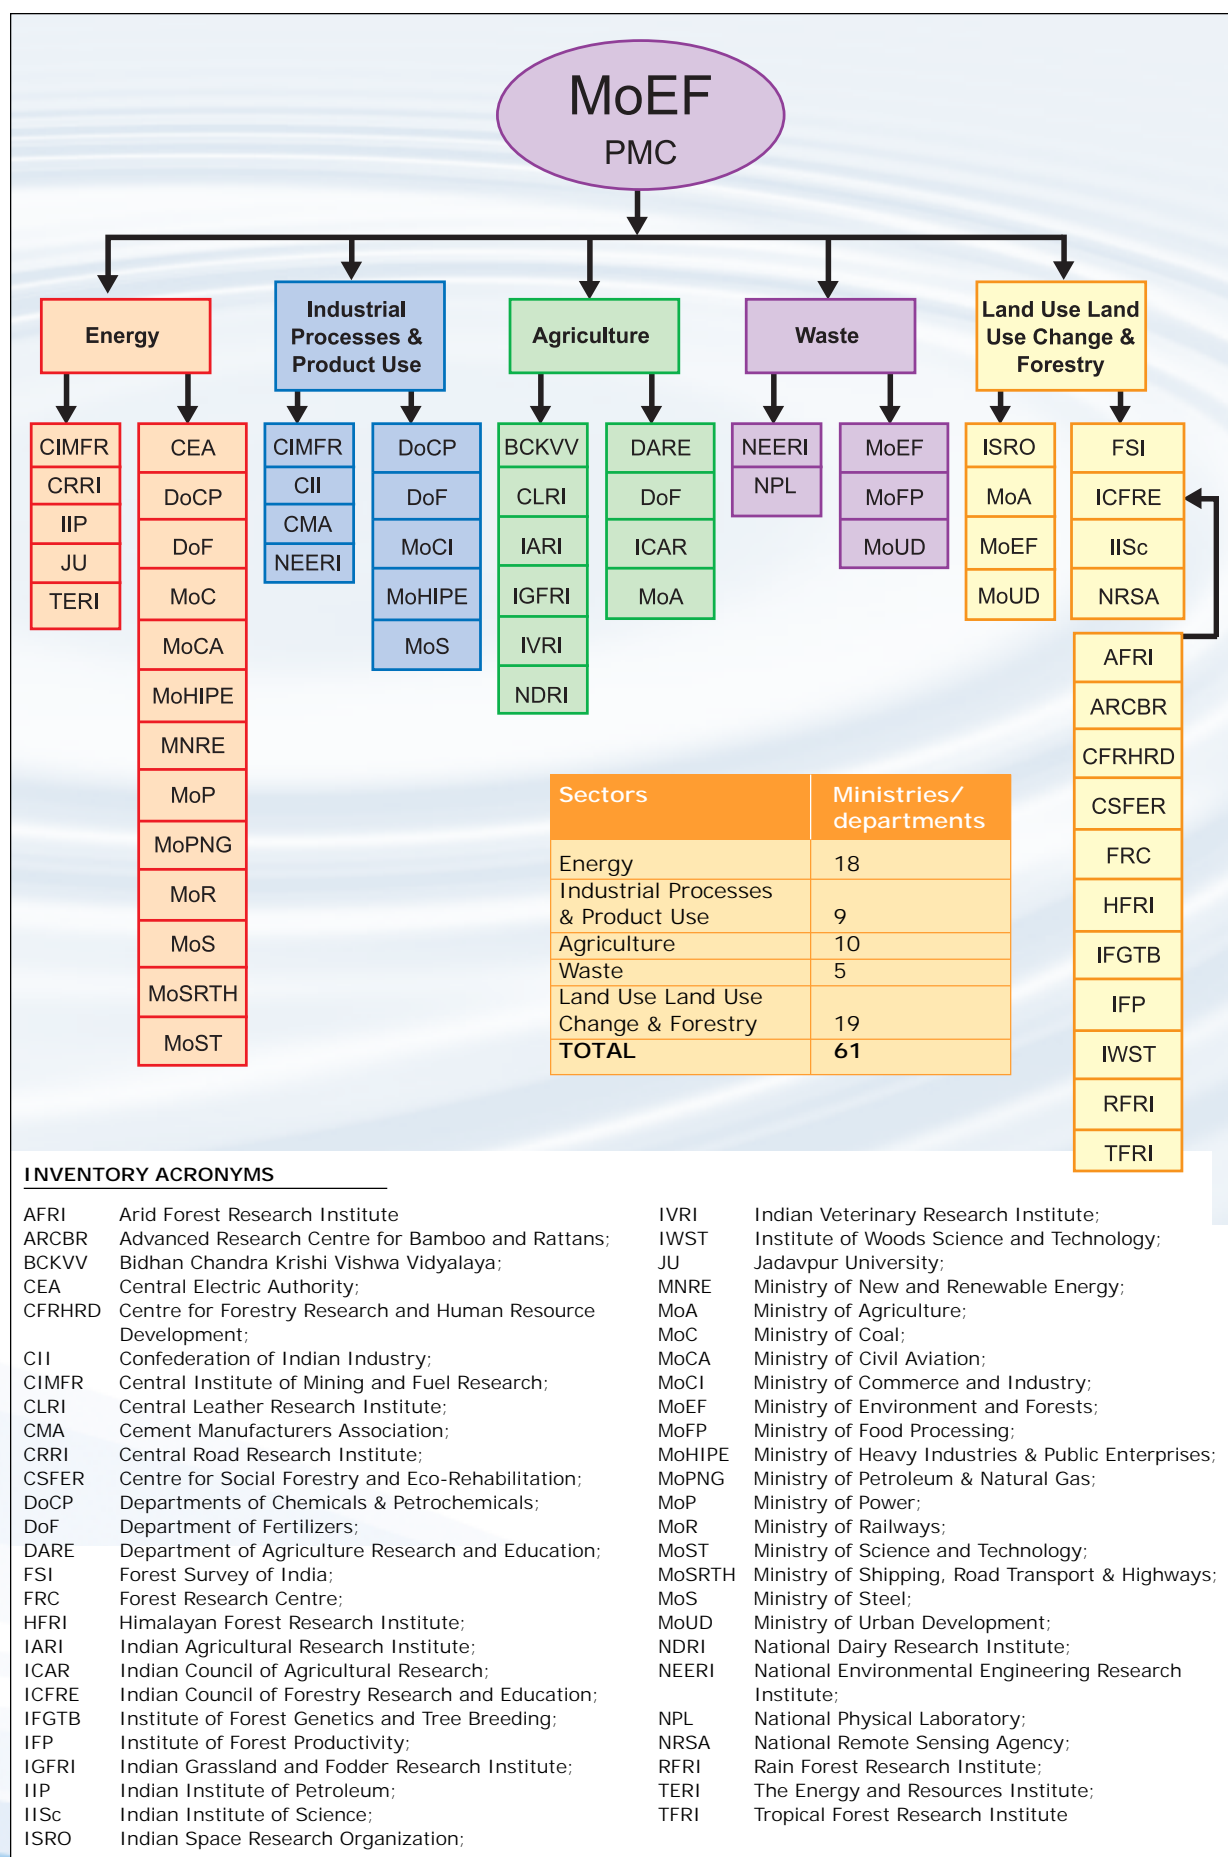 MoEF
PMC
Energy
Industrial
Processes &
Product Use
Agriculture
Waste
Land Use Land
Use Change &
Forestry
CIMFR
CRRI
IIP
JU
TERI
CEA
DoCP
DoF
MoC
MoCA
MoHIPE
MNRE
MoP
MoPNG
MoR
MoS
MoSRTH
MoST
CIMFR
CII
CMA
NEERI
DoCP
DoF
MoCI
MoHIPE
MoS
BCKVV
CLRI
IARI
IGFRI
IVRI
NDRI
DARE
DoF
ICAR
MoA
NEERI
NPL
MoEF
MoFP
MoUD
ISRO
MoA
MoEF
MoUD
FSI
ICFRE
IISc
NRSA
AFRI
ARCBR
CFRHRD
CSFER
FRC
HFRI
IFGTB
IFP
IWST
RFRI
TFRI
Sectors Ministries/
departments
Energy 18
Industrial Processes
& Product Use 9
Agriculture 10
Waste 5
Land Use Land Use
Change & Forestry 19
TOTAL 61
INVENTORY ACRONYMS
AFRI Arid Forest Research Institute
ARCBR Advanced Research Centre for Bamboo and Rattans;
BCKVV Bidhan Chandra Krishi Vishwa Vidyalaya;
CEA Central Electric Authority;
CFRHRD Centre for Forestry Research and Human Resource
Development;
CII Confederation of Indian Industry;
CIMFR Central Institute of Mining and Fuel Research;
CLRI Central Leather Research Institute;
CMA Cement Manufacturers Association;
CRRI Central Road Research Institute;
CSFER Centre for Social Forestry and Eco-Rehabilitation;
DoCP Departments of Chemicals & Petrochemicals;
DoF Department of Fertilizers;
DARE Department of Agriculture Research and Education;
FSI Forest Survey of India;
FRC Forest Research Centre;
HFRI Himalayan Forest Research Institute;
IARI Indian Agricultural Research Institute;
ICAR Indian Council of Agricultural Research;
ICFRE Indian Council of Forestry Research and Education;
IFGTB Institute of Forest Genetics and Tree Breeding;
IFP Institute of Forest Productivity;
IGFRI Indian Grassland and Fodder Research Institute;
IIP Indian Institute of Petroleum;
IISc Indian Institute of Science;
ISRO Indian Space Research Organization;
IVRI Indian Veterinary Research Institute;
IWST Institute of Woods Science and Technology;
JU Jadavpur University;
MNRE Ministry of New and Renewable Energy;
MoA Ministry of Agriculture;
MoC Ministry of Coal;
MoCA Ministry of Civil Aviation;
MoCI Ministry of Commerce and Industry;
MoEF Ministry of Environment and Forests;
MoFP Ministry of Food Processing;
MoHIPE Ministry of Heavy Industries & Public Enterprises;
MoPNG Ministry of Petroleum & Natural Gas;
MoP Ministry of Power;
MoR Ministry of Railways;
MoST Ministry of Science and Technology;
MoSRTH Ministry of Shipping, Road Transport & Highways;
MoS Ministry of Steel;
MoUD Ministry of Urban Development;
NDRI National Dairy Research Institute;
NEERI National Environmental Engineering Research
Institute;
NPL National Physical Laboratory;
NRSA National Remote Sensing Agency;
RFRI Rain Forest Research Institute;
TERI The Energy and Resources Institute;
TFRI Tropical Forest Research Institute